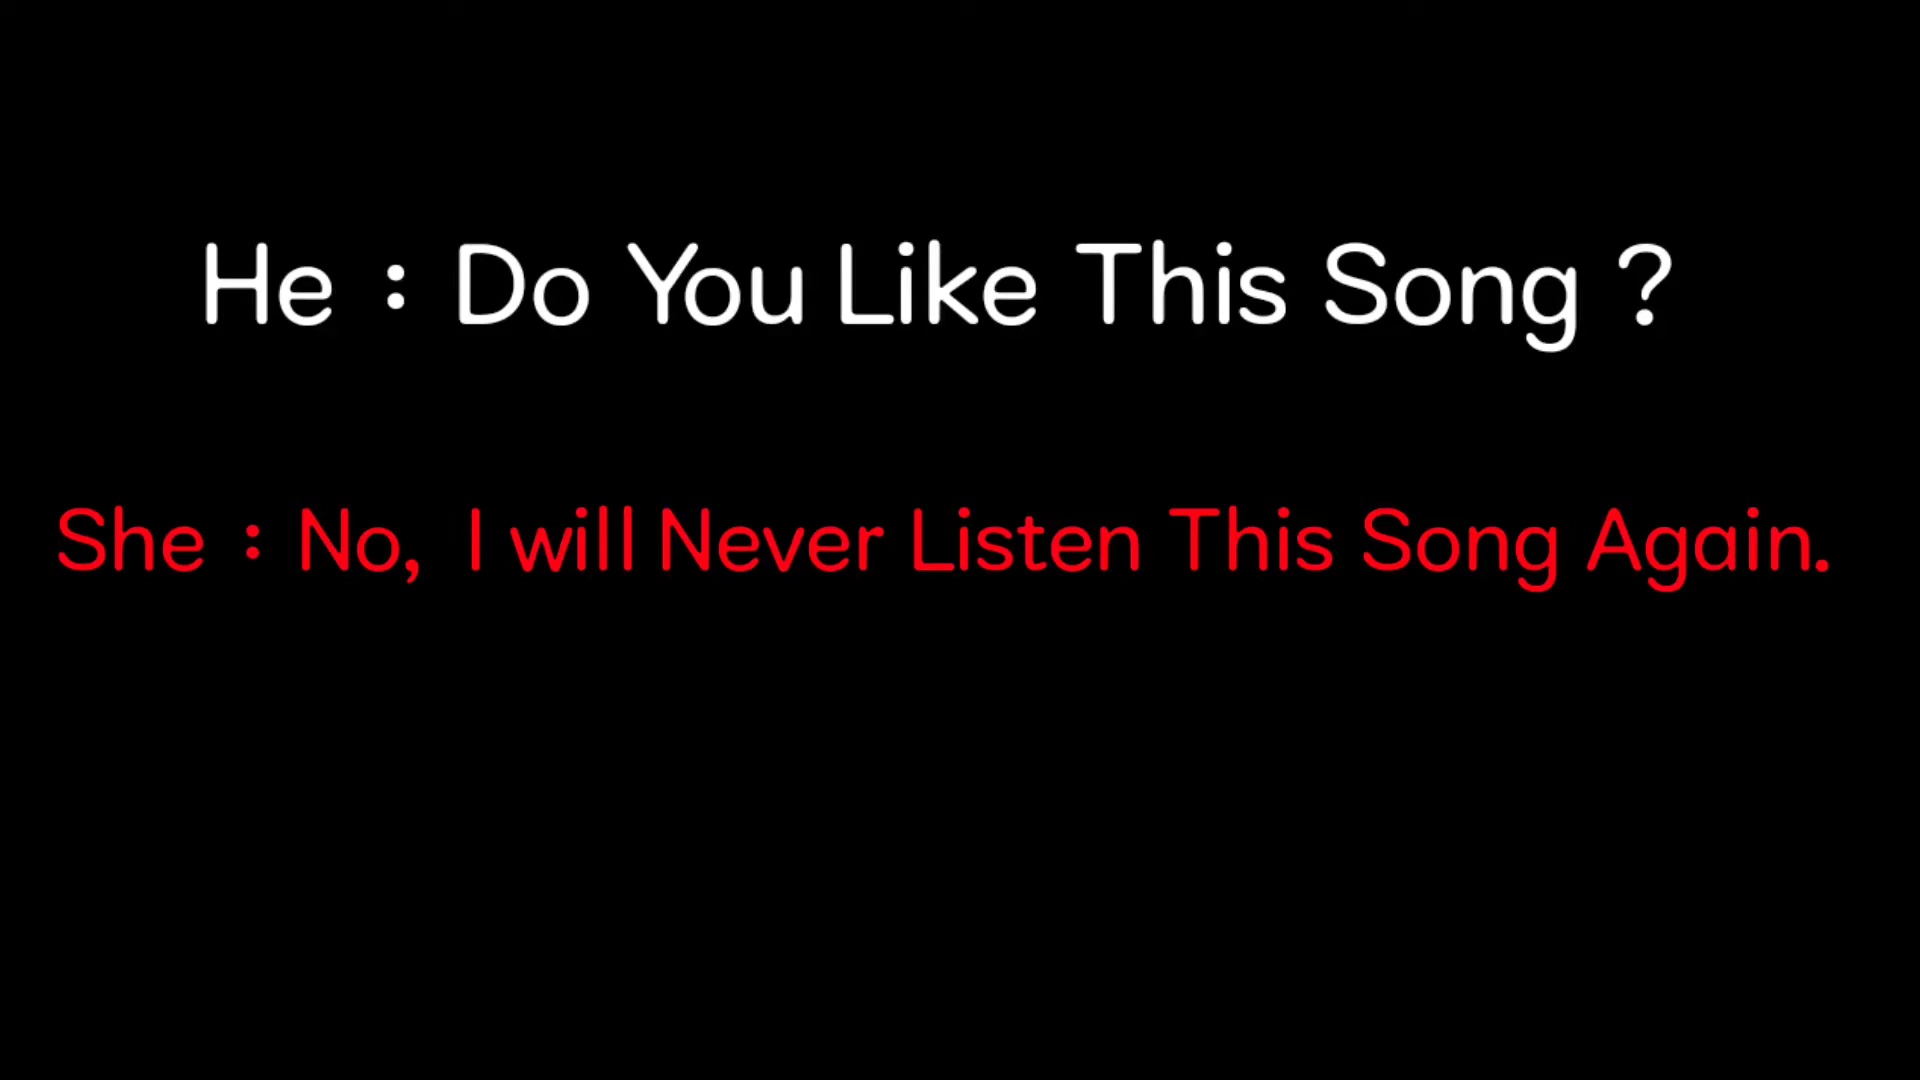 He : Do You Like This Song ?
She : No, I will Never Listen This Song Again.